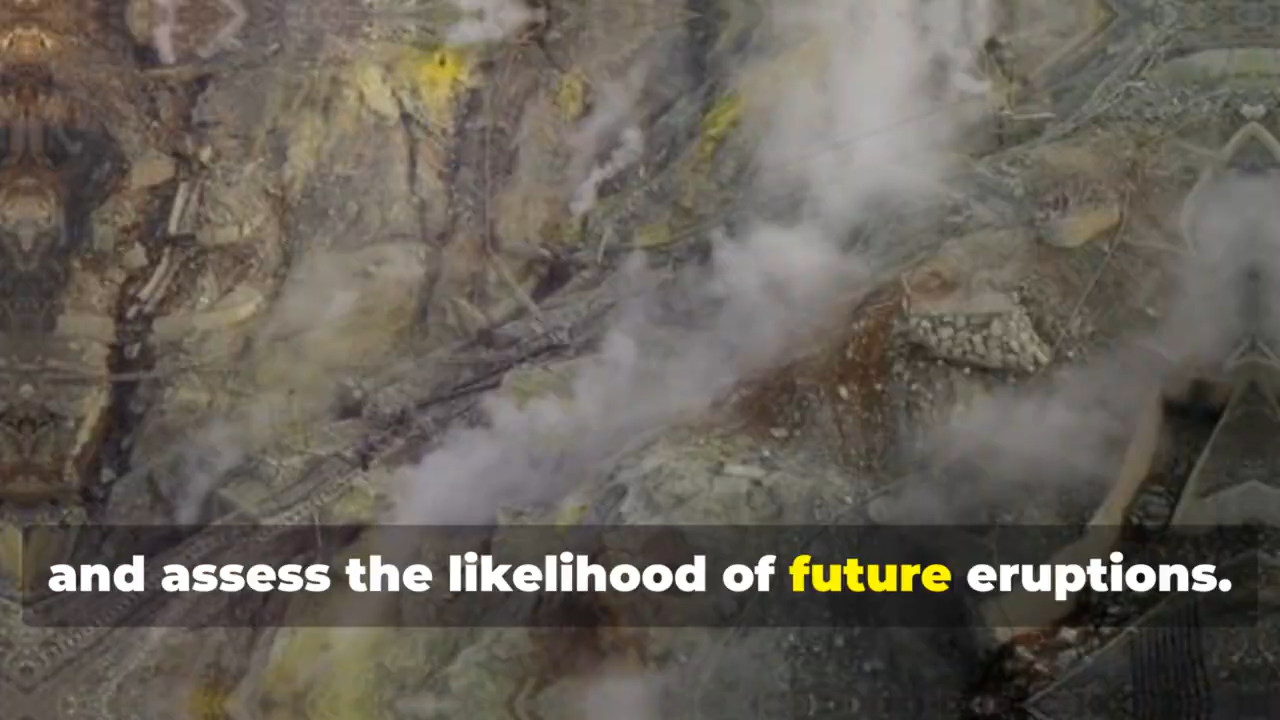 and assess the likelihood of future eruptions.